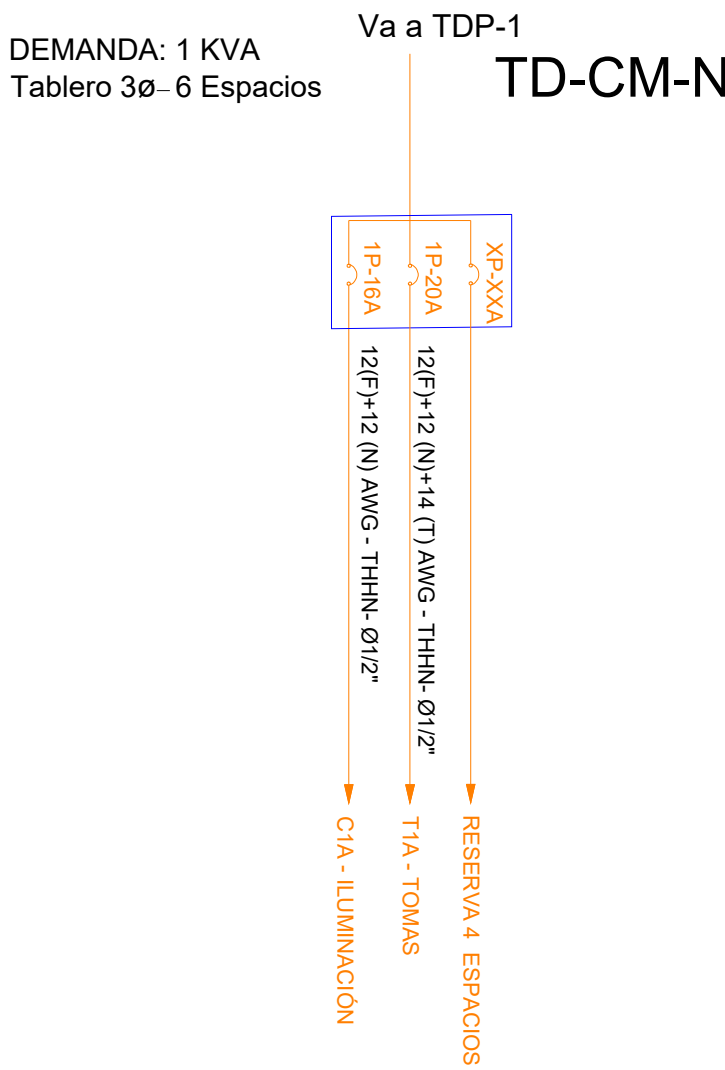 Va a TDP-1
DEMANDA: 1 KVA
Tablero 3ø– 6 Espacios
TD-CM-N
1P-16A
1P-20A
XP-XXA
12(F)+12 (N) AWG - THHN- Ø1/2"
12(F)+12 (N)+14 (T) AWG - THHN- Ø1/2"
C1A - ILUMINACIÓN
T1A - TOMAS
RESERVA 4 ESPACIOS